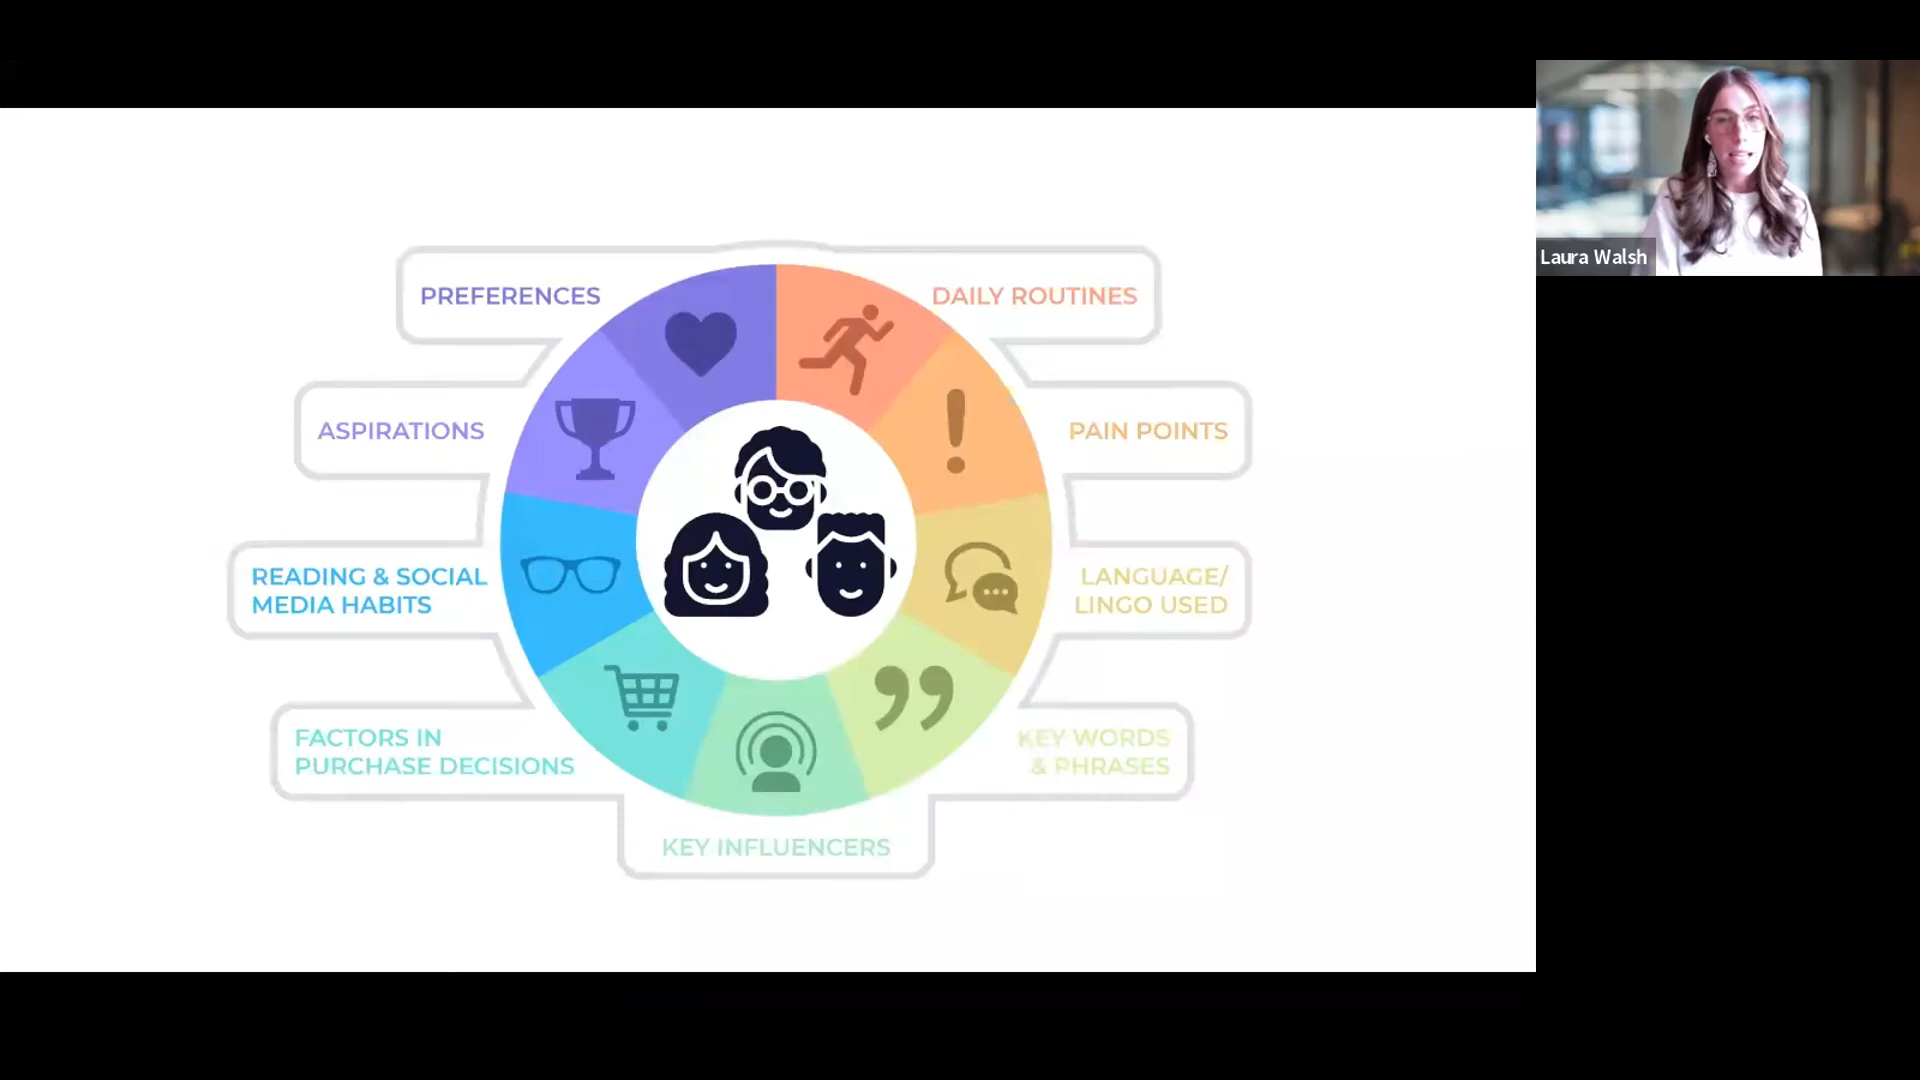 PREFERENCES
DAILY ROUTINES
ASPIRATIONS
PAIN POINTS
READING & SOCIAL
MEDIA HABITS
LANGUAGE/
LINGO USED
FACTORS IN
PURCHASE DECISIONS
KEY WORDS
& PHRASES
KEY INFLUENCERS
Laura Walsh